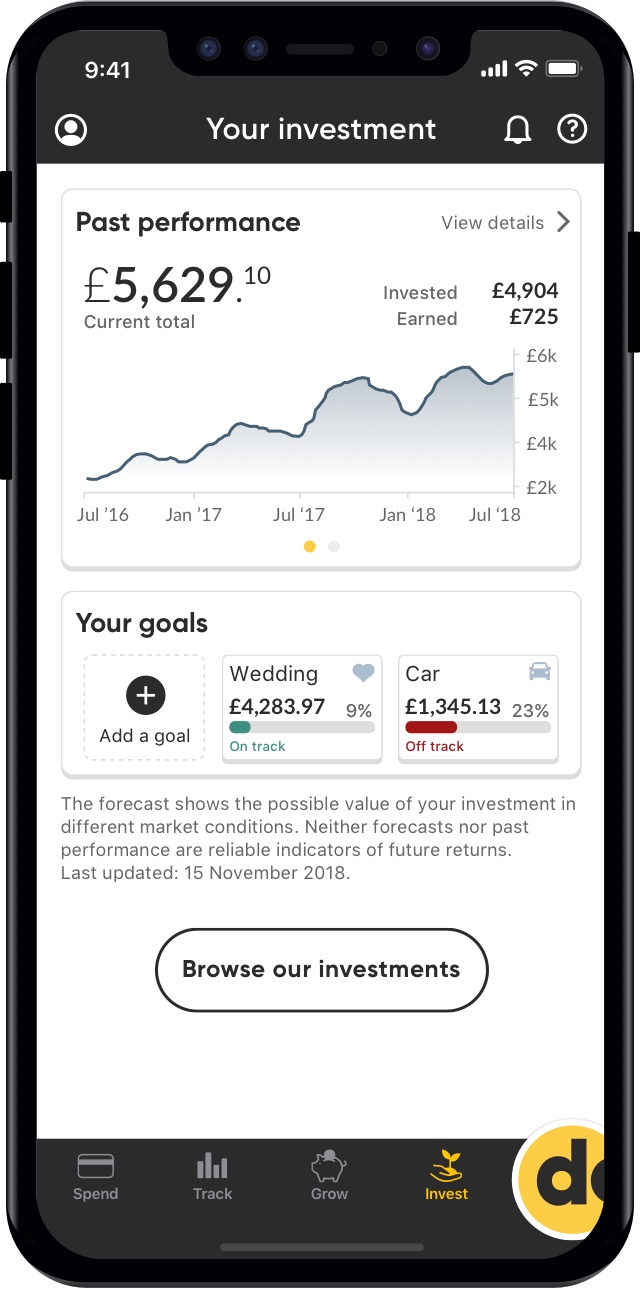 9:41
Your investment
Past performance
View details
£5,629.10
Current total
Invested £4,904
Earned £725
£6k
£5k
£4k
£2k
Jul ’16 Jan ‘17 Jul ‘17 Jan ‘18 Jul ‘18
Your goals
Add a goal
Wedding
£4,283.97 9%
On track
Car
£1,345.13 23%
Off track
The forecast shows the possible value of your investment in
different market conditions. Neither forecasts nor past
performance are reliable indicators of future returns.
Last updated: 15 November 2018.
Browse our investments
Spend
Track
Grow
Invest